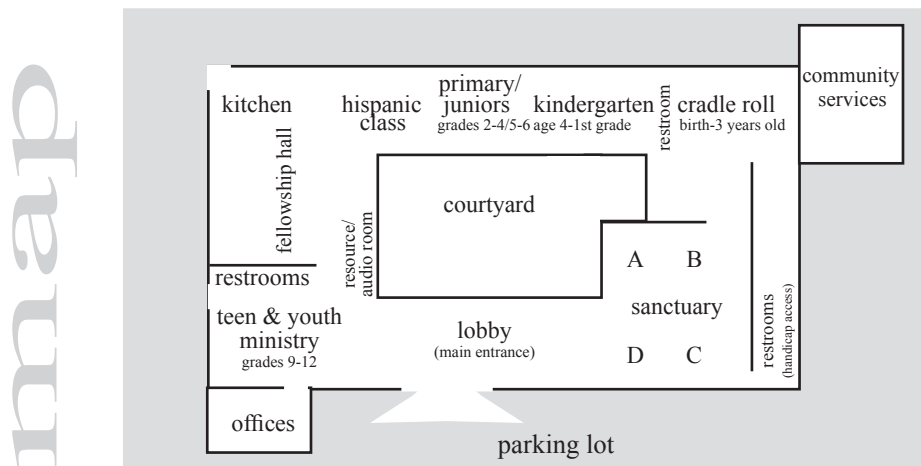 map
kitchen
hispanic
class
primary/
juniors
grades 2-4/5-6
kindergarten
age 4-1st grade
restroom
cradle roll
birth-3 years old
community
services
fellowship hall
resource/
audio room
courtyard
restrooms
teen & youth
ministry
grades 9-12
lobby
(main entrance)
A B
sanctuary
D C
restrooms
(handicap access)
offices
parking lot